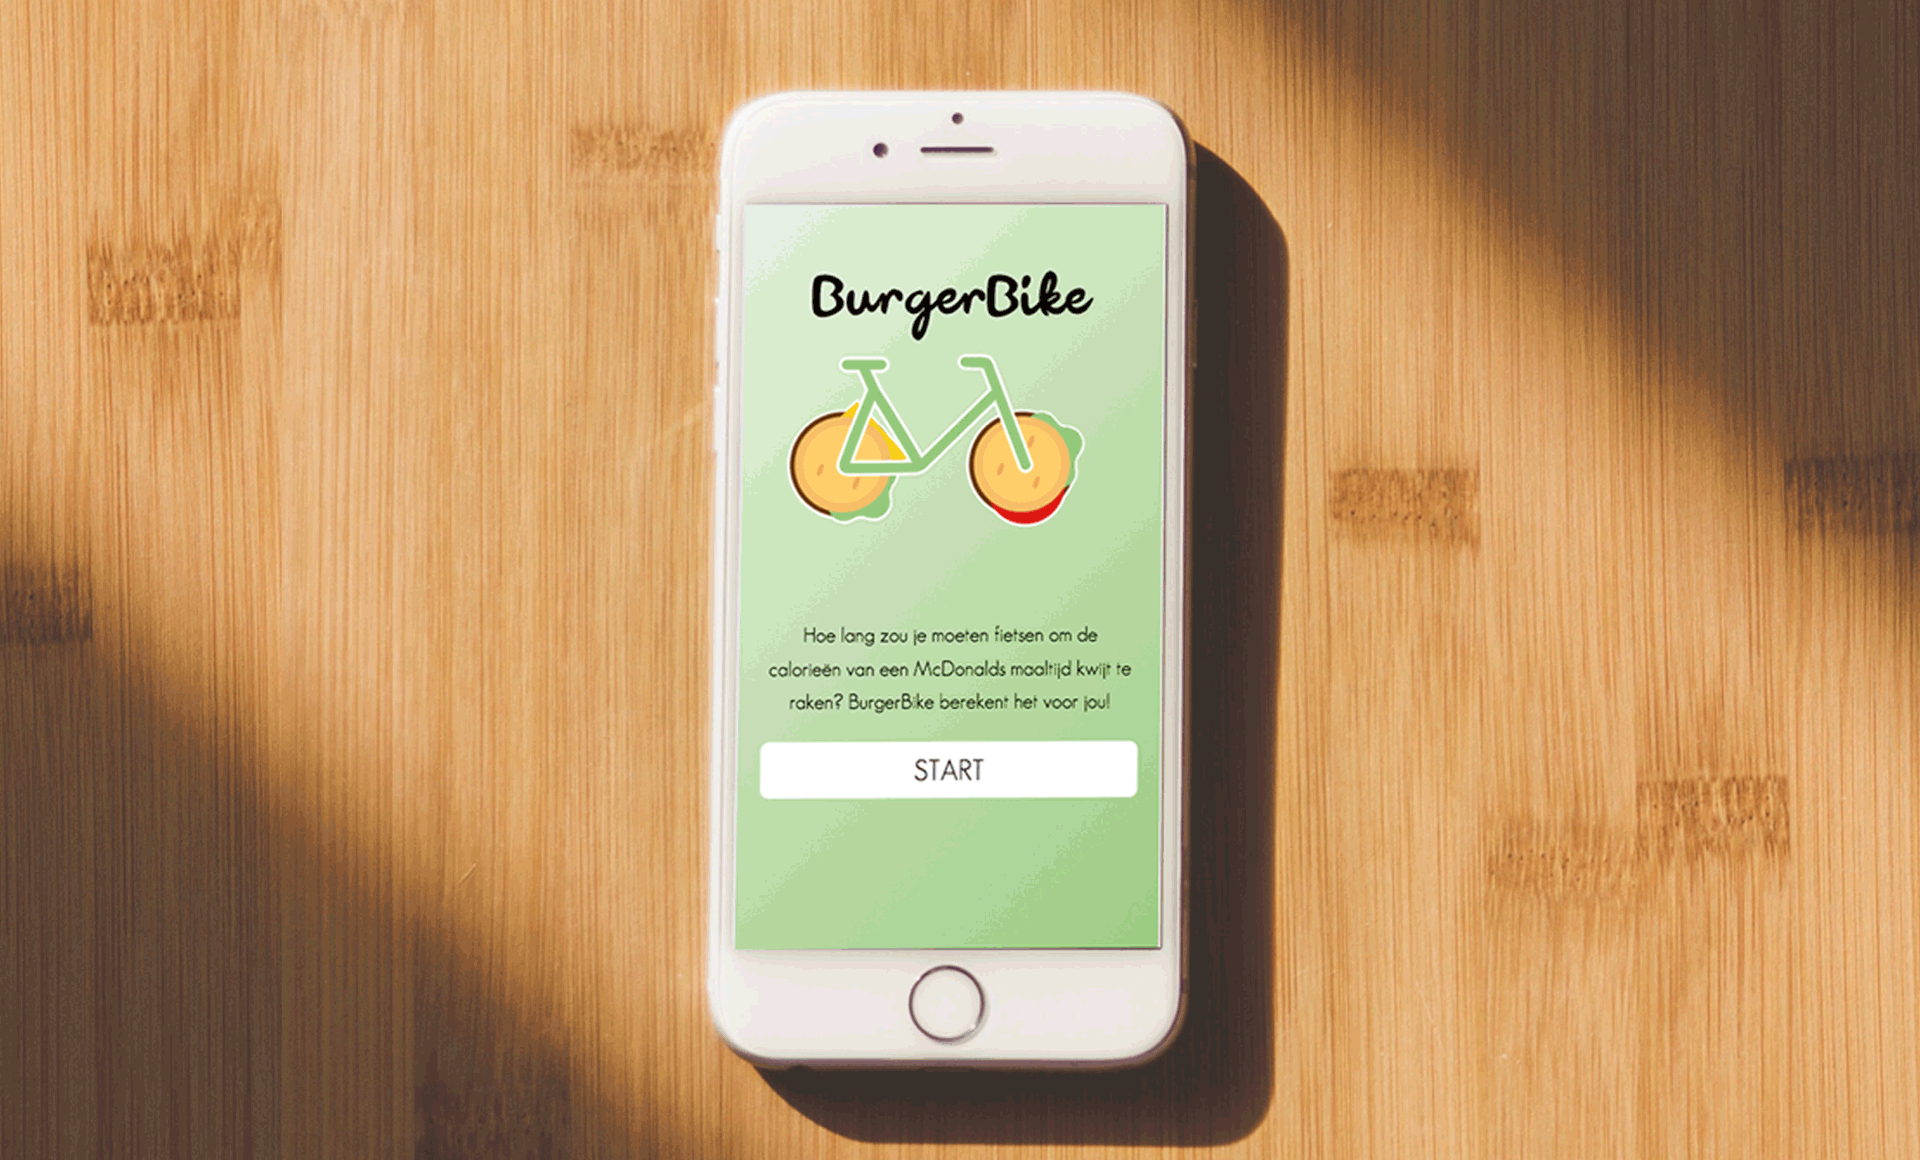 BurgerBike
Hoe lang zou je moeten fietsen om de
calorieën van een McDonalds maaltijd kwijt te
raken? BurgerBike berekent het voor jou!
START